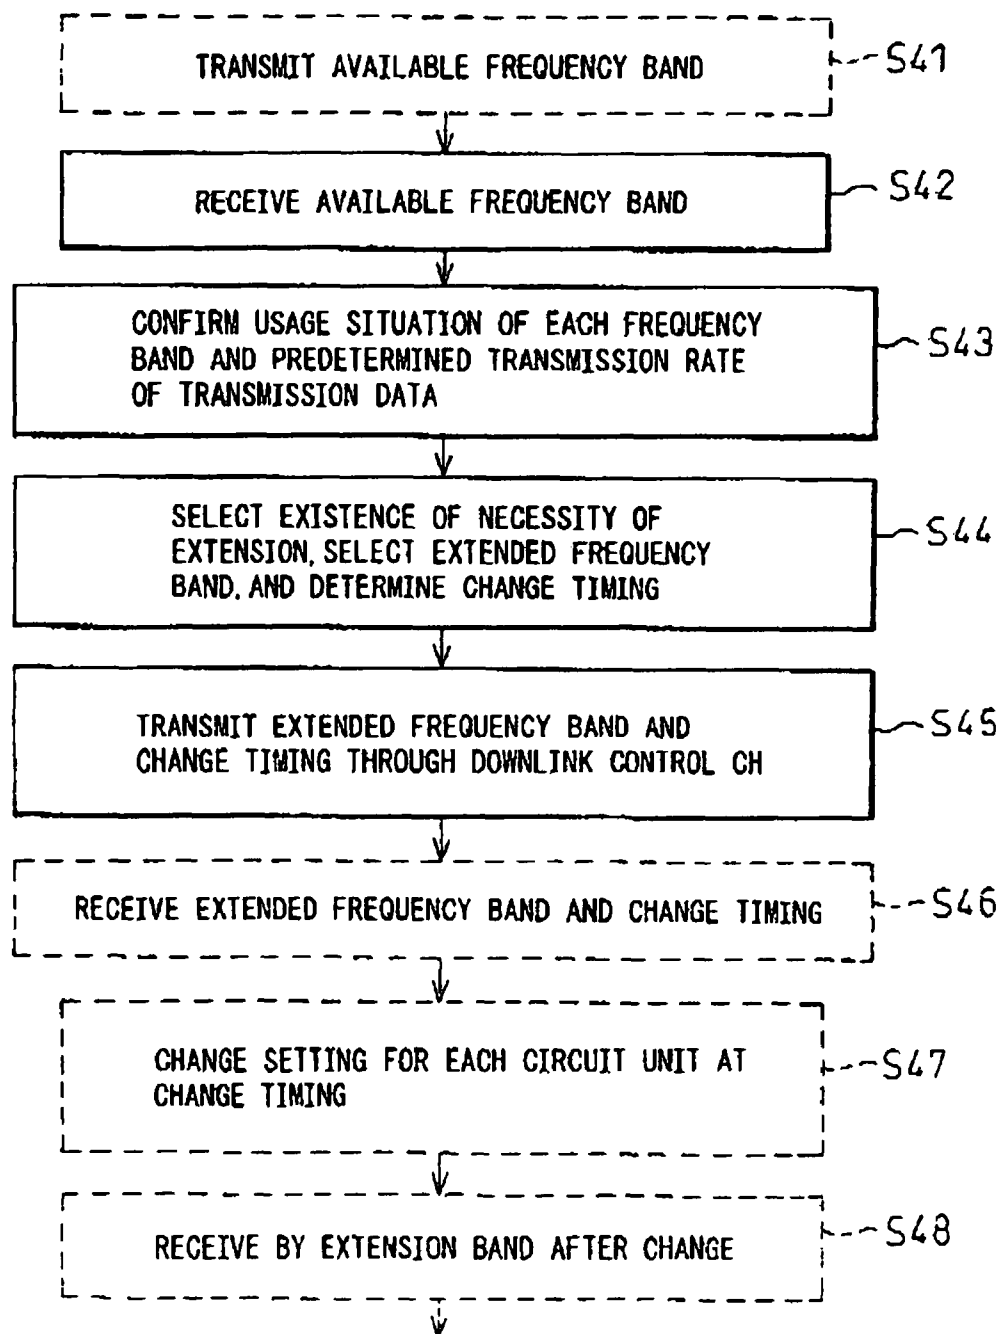 TRANSMIT AVAILABLE FREQUENCY BAND
S41
RECEIVE AVAILABLE FREQUENCY BAND
S42
CONFIRM USAGE SITUATION OF EACH FREQUENCY
BAND AND PREDETERMINED TRANSMISSION RATE
OF TRANSMISSION DATA
S43
SELECT EXISTENCE OF NECESSITY OF
EXTENSION, SELECT EXTENDED FREQUENCY
BAND, AND DETERMINE CHANGE TIMING
S44
TRANSMIT EXTENDED FREQUENCY BAND AND
CHANGE TIMING THROUGH DOWNLINK CONTROL CH
S45
RECEIVE EXTENDED FREQUENCY BAND AND CHANGE TIMING
S46
CHANGE SETTING FOR EACH CIRCUIT UNIT AT
CHANGE TIMING
S47
RECEIVE BY EXTENSION BAND AFTER CHANGE
S48